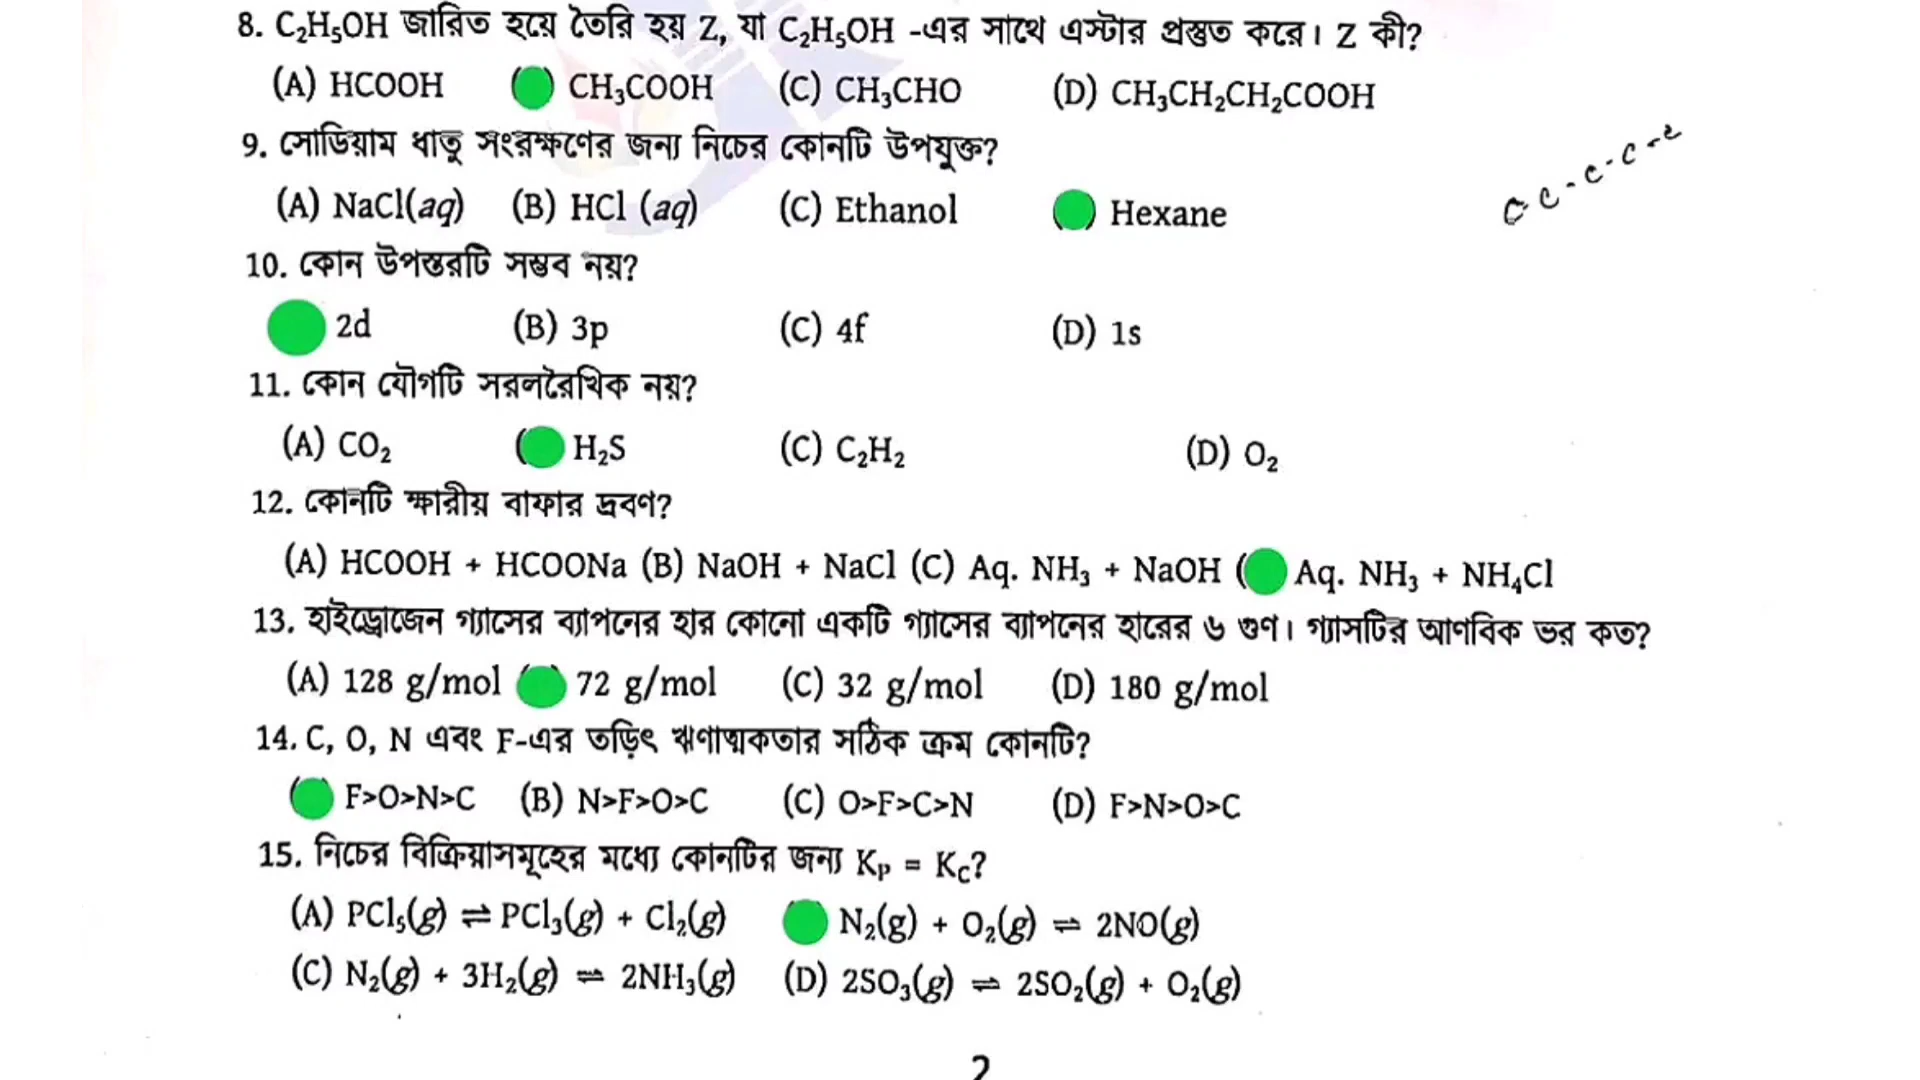 8. C₂H₅OH জারিত হয়ে তৈরি হয় Z, যা C₂H₅OH -এর সাথে এস্টার প্রস্তুত করে। Z কী?
(A) HCOOH ( ) CH₃COOH (C) CH₃CHO (D) CH₃CH₂CH₂COOH
9. সোডিয়াম ধাতু সংরক্ষণের জন্য নিচের কোনটি উপযুক্ত?
C-C-C-C-C
(A) NaCl(aq) (B) HCl (aq) (C) Ethanol ( ) Hexane
10. কোন উপস্তরটি সম্ভব নয়?
2d (B) 3p (C) 4f (D) 1s
11. কোন যৌগটি সরলরৈখিক নয়?
(A) CO₂ ( H₂S (C) C₂H₂ (D) O₂
12. কোনটি ক্ষারীয় বাফার দ্রবণ?
(A) HCOOH + HCOONa (B) NaOH + NaCl (C) Aq. NH₃ + NaOH ( Aq. NH₃ + NH₄Cl
13. হাইড্রোজেন গ্যাসের ব্যাপনের হার কোনো একটি গ্যাসের ব্যাপনের হারের ৬ গুণ। গ্যাসটির আণবিক ভর কত?
(A) 128 g/mol ( ) 72 g/mol (C) 32 g/mol (D) 180 g/mol
14. C, O, N এবং F-এর তড়িৎ ঋণাত্মকতার সঠিক ক্রম কোনটি?
( ) F>O>N>C (B) N>F>O>C (C) O>F>C>N (D) F>N>O>C
15. নিচের বিক্রিয়াসমূহের মধ্যে কোনটির জন্য Kₚ = K_C?
(A) PCl₅(g) ⇌ PCl₃(g) + Cl₂(g) ( ) N₂(g) + O₂(g) ⇌ 2NO(g)
(C) N₂(g) + 3H₂(g) ⇌ 2NH₃(g) (D) 2SO₃(g) ⇌ 2SO₂(g) + O₂(g)
2